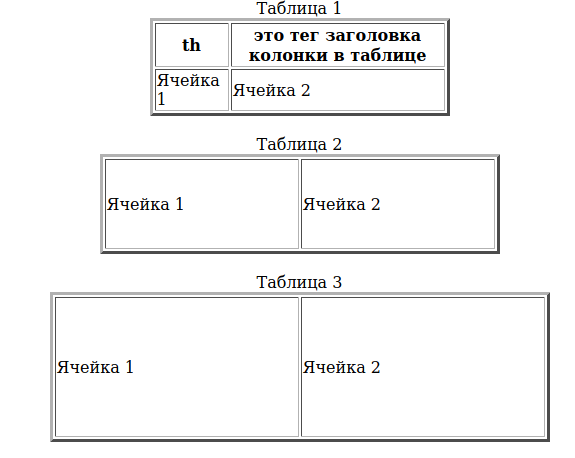 Таблица 1
th
это тег заголовка
колонки в таблице
Ячейка
1
Ячейка 2
Таблица 2
Ячейка 1
Ячейка 2
Таблица 3
Ячейка 1
Ячейка 2